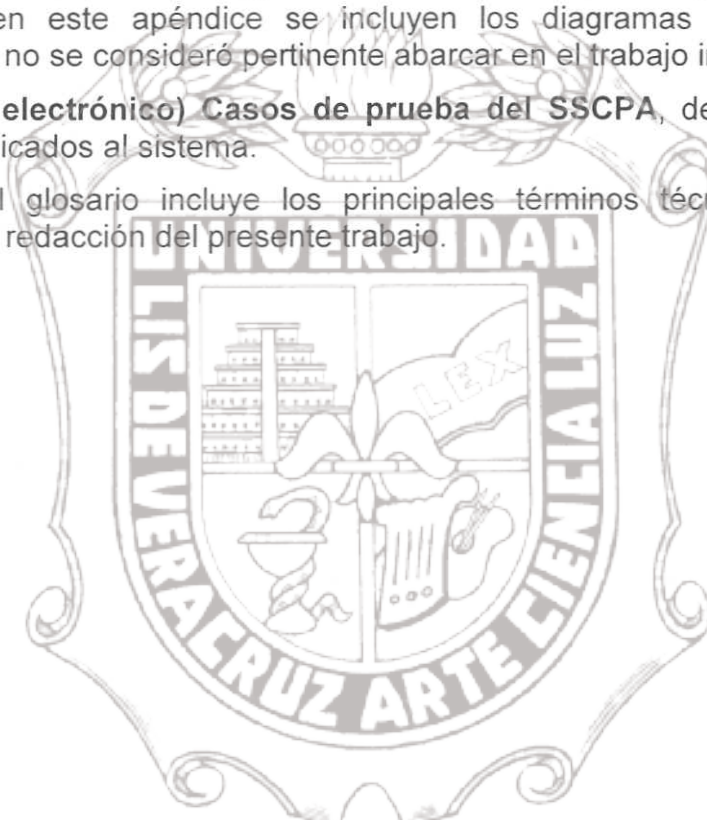 en este apéndice se incluyen los diagramas
no se consideró pertinente abarcar en el trabajo i
electrónico) Casos de prueba del SSCPA, de
icados al sistema.
l glosario incluye los principales términos técn
redacción del presente trabajo.
UNIVERSIDAD
LIS DE VERACRUZ ARTE CIENCIA LUZ
LEX